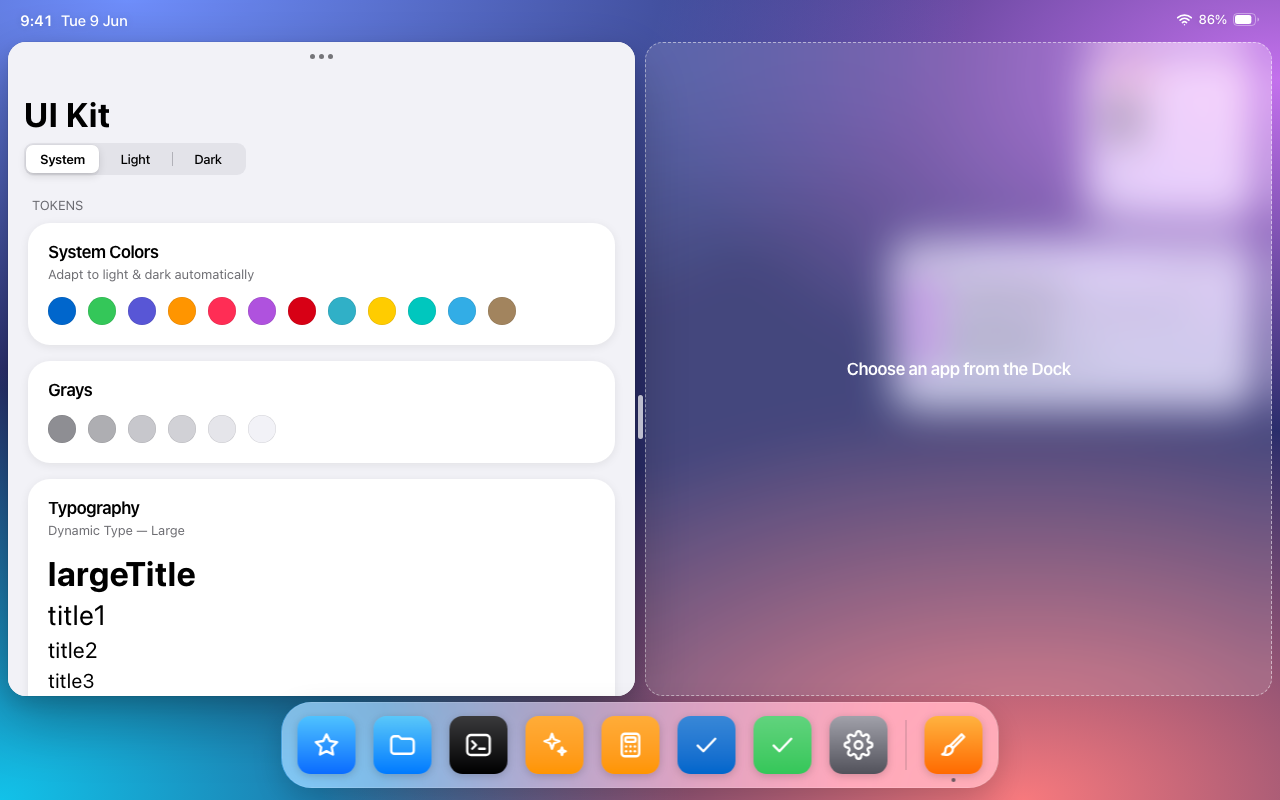 9:41 Tue 9 Jun
86%
UI Kit
System Light Dark
TOKENS
System Colors
Adapt to light & dark automatically
Grays
Typography
Dynamic Type — Large
largeTitle
title1
title2
title3
Choose an app from the Dock